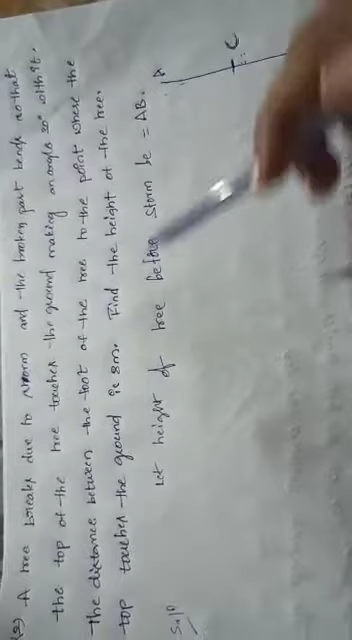 (2) A tree breaks due to storm and the broken part bends so that
the top of the tree touches the ground making an angle 30° with it.
the distance between the foot of the tree to the point where the
top touches the ground is 8m. Find the height of the tree.
Solp Let height of tree before storm be = AB.
A
C